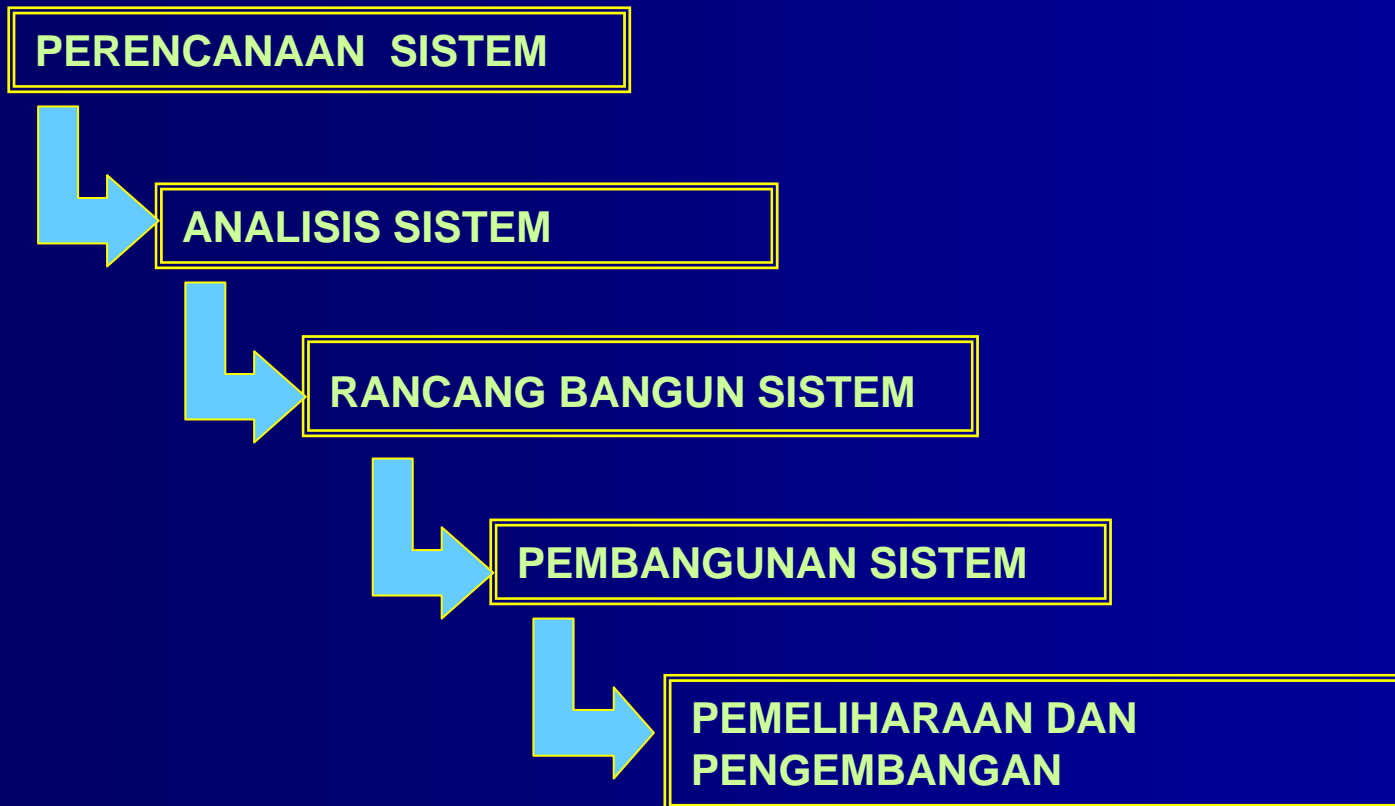 PERENCANAAN SISTEM
ANALISIS SISTEM
RANCANG BANGUN SISTEM
PEMBANGUNAN SISTEM
PEMELIHARAAN DAN
PENGEMBANGAN